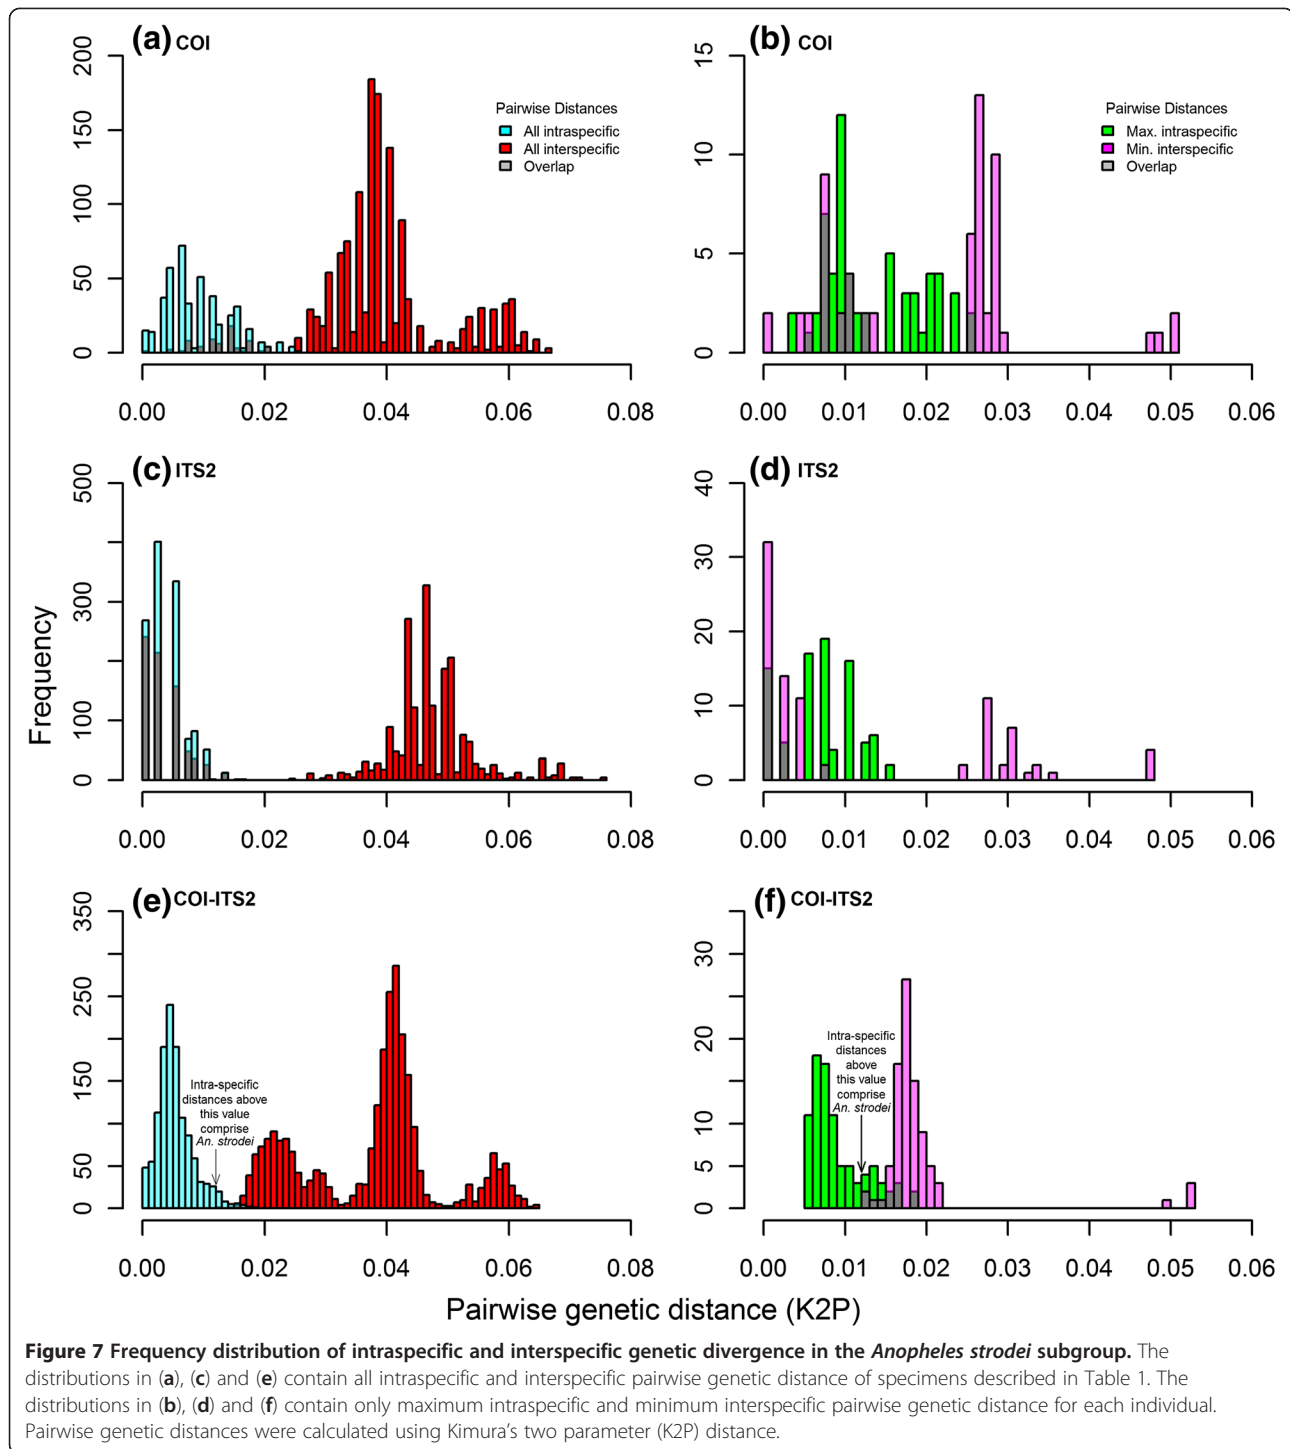 (a) COI
200
150
100
50
0
0.00 0.02 0.04 0.06 0.08
Pairwise Distances
All intraspecific
All interspecific
Overlap
(b) COI
15
10
5
0
0.00 0.01 0.02 0.03 0.04 0.05 0.06
Pairwise Distances
Max. intraspecific
Min. interspecific
Overlap
(c) ITS2
500
300
100
0
0.00 0.02 0.04 0.06 0.08
(d) ITS2
40
30
20
10
0
0.00 0.01 0.02 0.03 0.04 0.05 0.06
Frequency
(e) COI-ITS2
350
250
150
50
0
Intra-specific
distances above
this value
comprise
An. strodei
0.00 0.02 0.04 0.06 0.08
(f) COI-ITS2
30
20
10
5
0
Intra-specific
distances
above
this value
comprise
An. strodei
0.00 0.01 0.02 0.03 0.04 0.05 0.06
Pairwise genetic distance (K2P)
Figure 7 Frequency distribution of intraspecific and interspecific genetic divergence in the Anopheles strodei subgroup. The
distributions in (a), (c) and (e) contain all intraspecific and interspecific pairwise genetic distance of specimens described in Table 1. The
distributions in (b), (d) and (f) contain only maximum intraspecific and minimum interspecific pairwise genetic distance for each individual.
Pairwise genetic distances were calculated using Kimura's two parameter (K2P) distance.